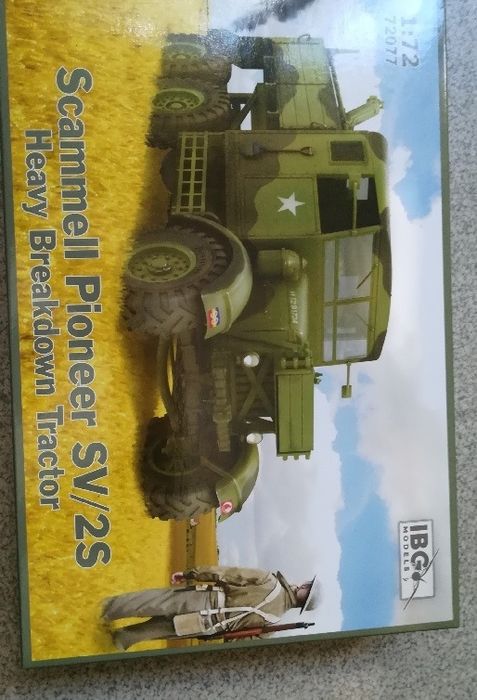 1:72
72077
IBG
MODELS
Scammell Pioneer SV/2S
Heavy Breakdown Tractor